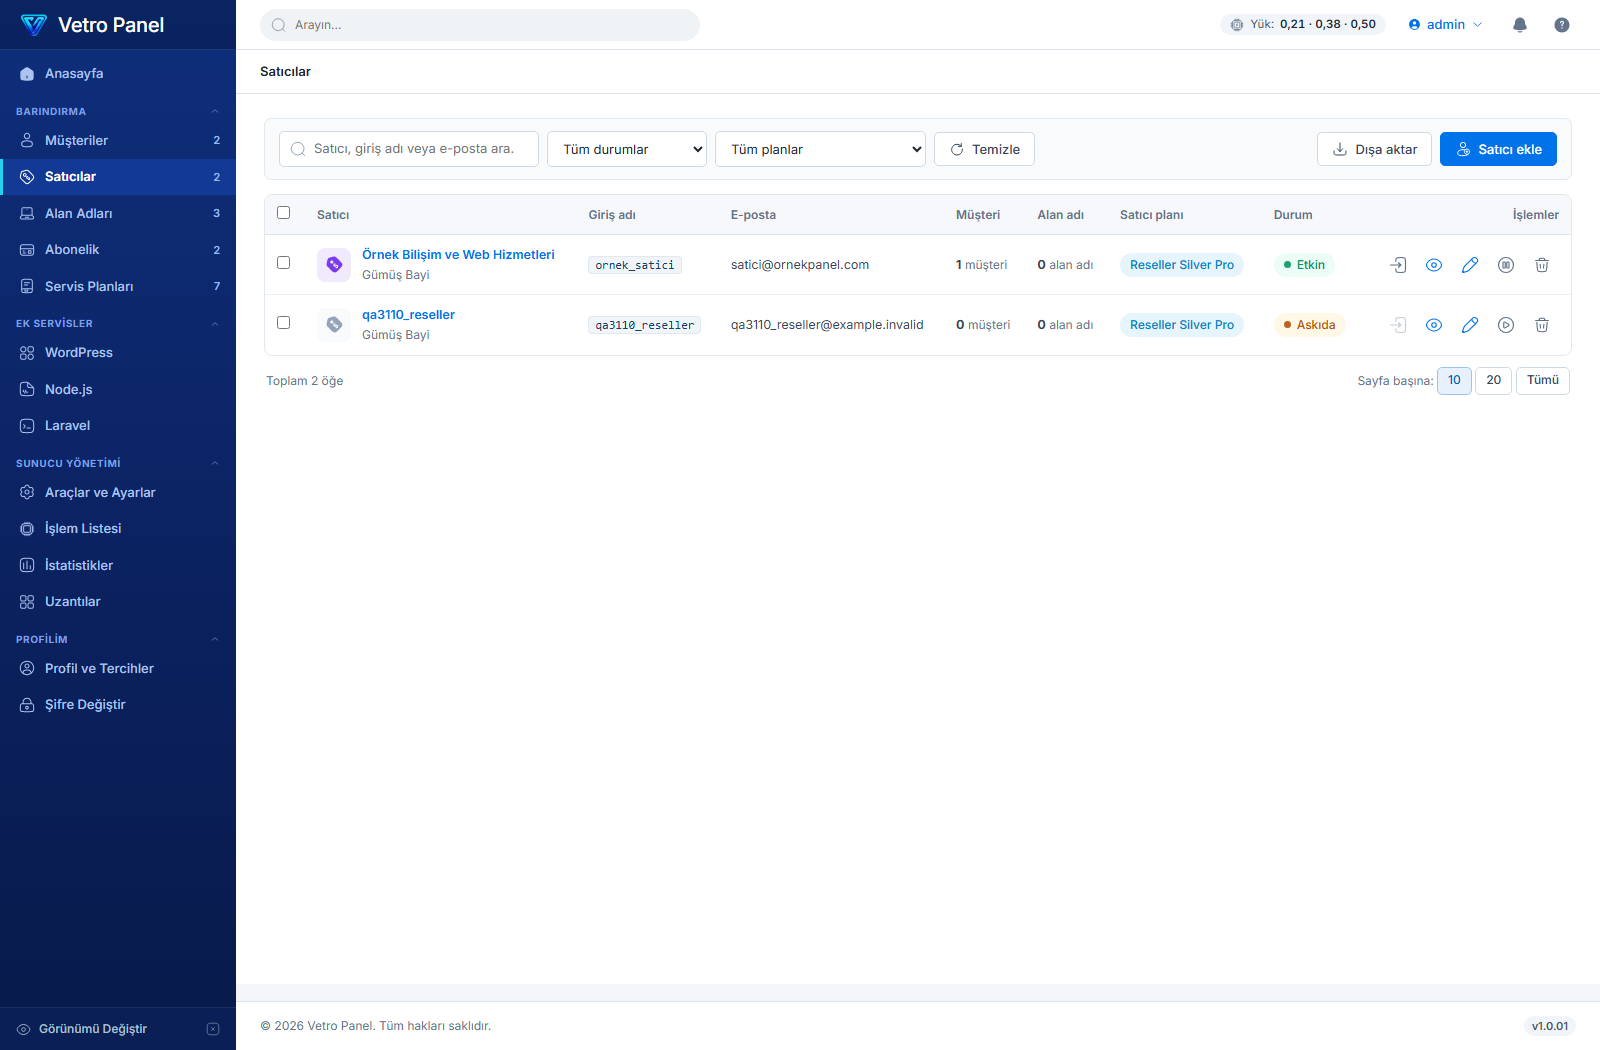 Vetro Panel
Arayın...
Yük: 0,21 · 0,38 · 0,50
admin
Anasayfa
BARINDIRMA
Müşteriler 2
Satıcılar 2
Alan Adları 3
Abonelik 2
Servis Planları 7
EK SERVİSLER
WordPress
Node.js
Laravel
SUNUCU YÖNETİMİ
Araçlar ve Ayarlar
İşlem Listesi
İstatistikler
Uzantılar
PROFİLİM
Profil ve Tercihler
Şifre Değiştir
Görünümü Değiştir
Satıcılar
Satıcı, giriş adı veya e-posta ara.
Tüm durumlar
Tüm planlar
Temizle
Dışa aktar
Satıcı ekle
Satıcı Giriş adı E-posta Müşteri Alan adı Satıcı planı Durum İşlemler
Örnek Bilişim ve Web Hizmetleri
Gümüş Bayi
ornek_satici satici@ornekpanel.com 1 müşteri 0 alan adı Reseller Silver Pro Etkin
qa3110_reseller
Gümüş Bayi
qa3110_reseller qa3110_reseller@example.invalid 0 müşteri 0 alan adı Reseller Silver Pro Askıda
Toplam 2 öğe
Sayfa başına: 10 20 Tümü
© 2026 Vetro Panel. Tüm hakları saklıdır.
v1.0.01